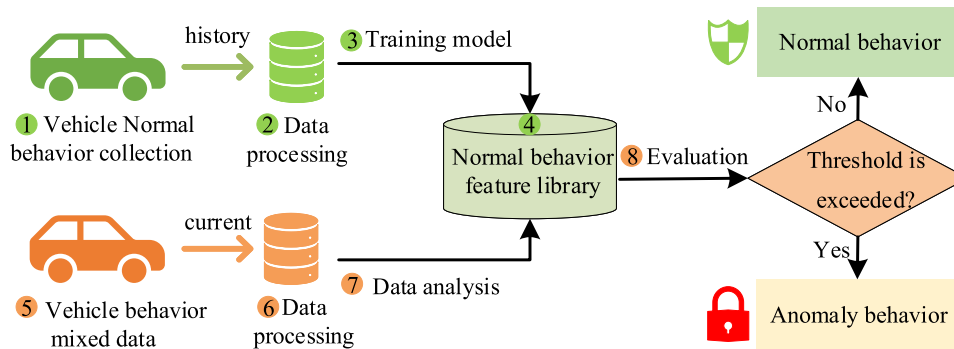 history
3 Training model
1 Vehicle Normal
behavior collection
2 Data
processing
4
Normal behavior
feature library
8 Evaluation
Threshold is
exceeded?
No
Normal behavior
Yes
Anomaly behavior
current
5 Vehicle behavior
mixed data
6 Data
processing
7 Data analysis